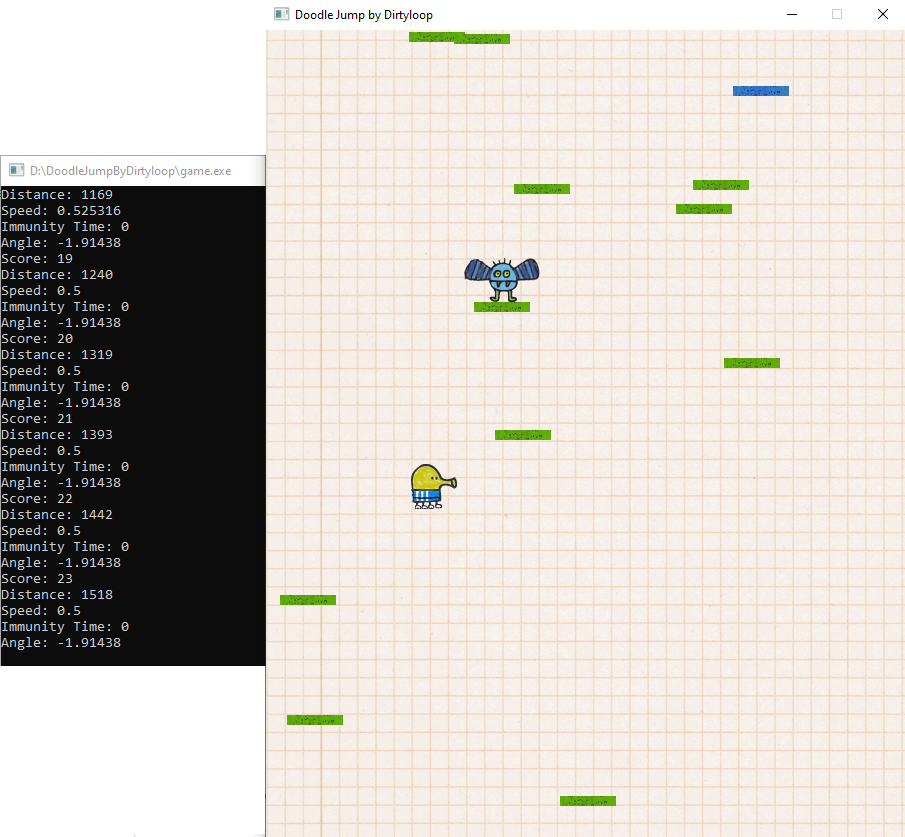 Doodle Jump by Dirtyloop
D:\DoodleJumpByDirtyloop\game.exe
Distance: 1169
Speed: 0.525316
Immunity Time: 0
Angle: -1.91438
Score: 19
Distance: 1240
Speed: 0.5
Immunity Time: 0
Angle: -1.91438
Score: 20
Distance: 1319
Speed: 0.5
Immunity Time: 0
Angle: -1.91438
Score: 21
Distance: 1393
Speed: 0.5
Immunity Time: 0
Angle: -1.91438
Score: 22
Distance: 1442
Speed: 0.5
Immunity Time: 0
Angle: -1.91438
Score: 23
Distance: 1518
Speed: 0.5
Immunity Time: 0
Angle: -1.91438